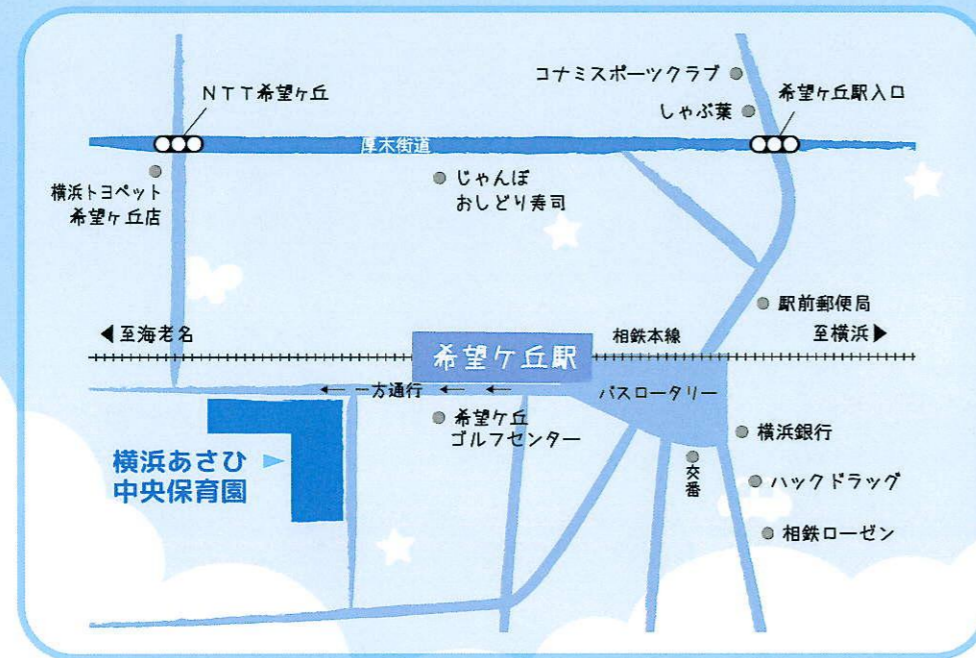 コナミスポーツクラブ
NTT希望ヶ丘
しゃぶ葉
希望ヶ丘駅入口
厚木街道
横浜トヨペット
希望ヶ丘店
じゃんぼ
おしどり寿司
駅前郵便局
◀至海老名
希望ケ丘駅
相鉄本線
至横浜▶
← 一方通行 ← ←
バスロータリー
希望ケ丘
ゴルフセンター
横浜銀行
横浜あさひ
中央保育園
交番
ハックドラッグ
相鉄ローゼン